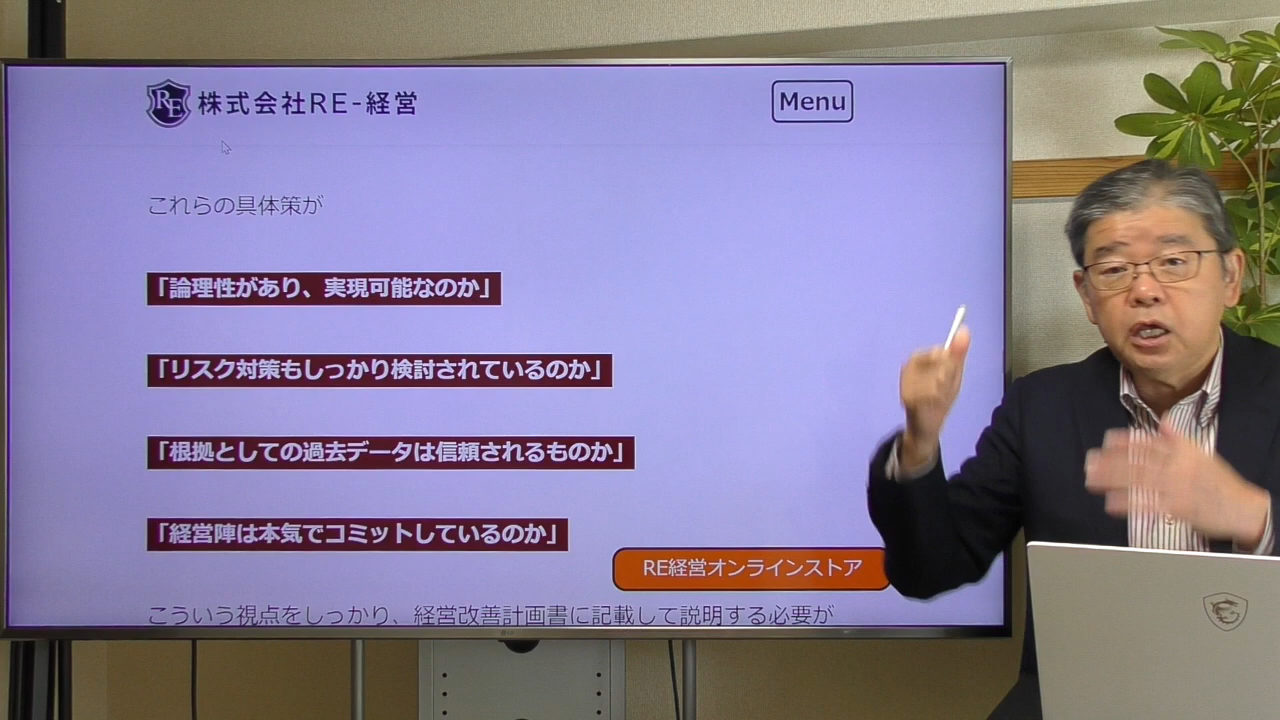 RE 株式会社RE-経営
Menu
これらの具体策が
「論理性があり、実現可能なのか」
「リスク対策もしっかり検討されているのか」
「根拠としての過去データは信頼されるものか」
「経営陣は本気でコミットしているのか」
RE経営オンラインストア
こういう視点をしっかり、経営改善計画書に記載して説明する必要が
LG